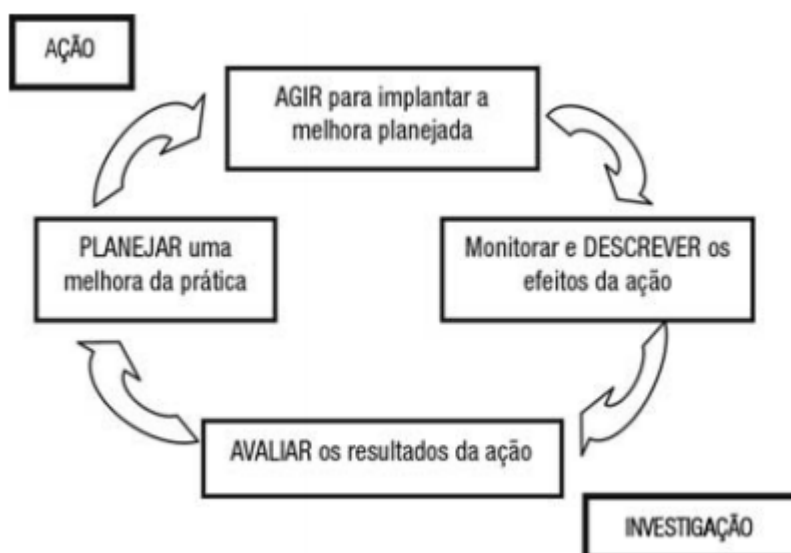 AÇÃO
AGIR para implantar a
melhora planejada
PLANEJAR uma
melhora da prática
Monitorar e DESCREVER os
efeitos da ação
AVALIAR os resultados da ação
INVESTIGAÇÃO